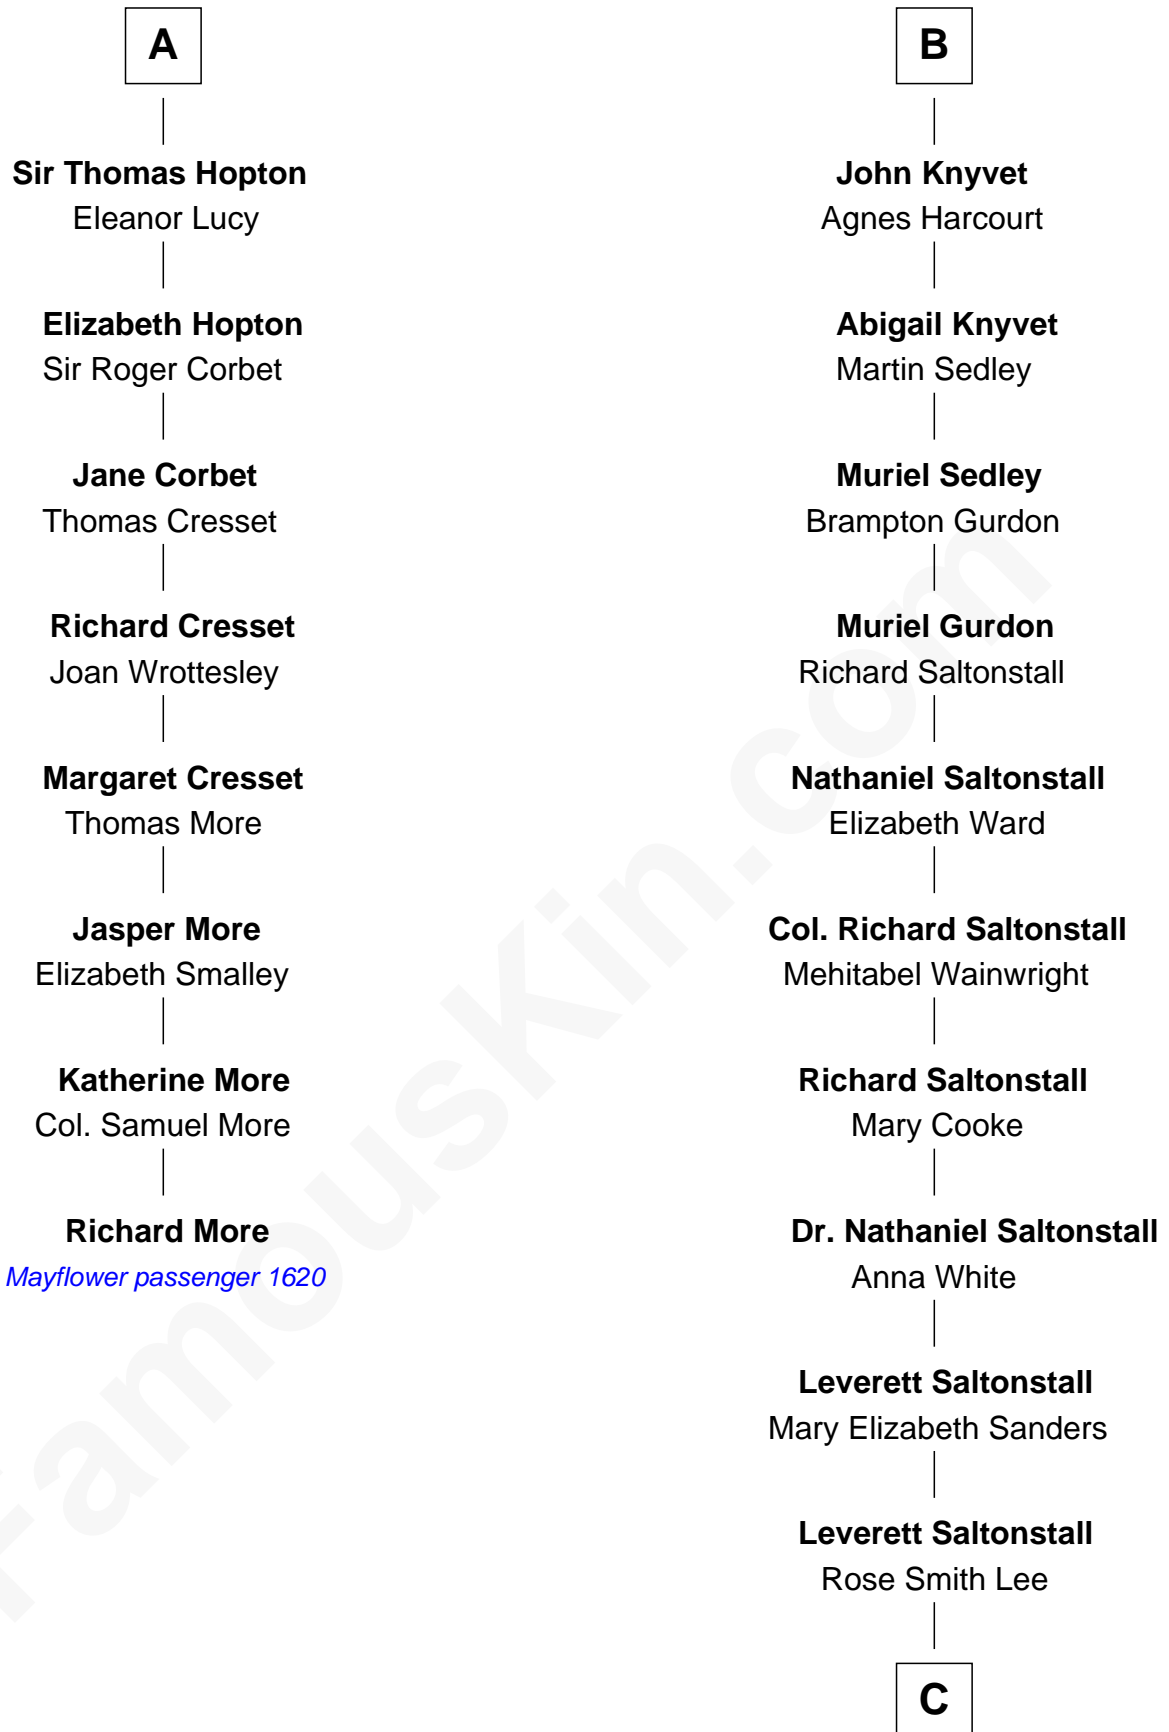 A
Sir Thomas Hopton
Eleanor Lucy
Elizabeth Hopton
Sir Roger Corbet
Jane Corbet
Thomas Cresset
Richard Cresset
Joan Wrottesley
Margaret Cresset
Thomas More
Jasper More
Elizabeth Smalley
Katherine More
Col. Samuel More
Richard More
Mayflower passenger 1620
B
John Knyvet
Agnes Harcourt
Abigail Knyvet
Martin Sedley
Muriel Sedley
Brampton Gurdon
Muriel Gurdon
Richard Saltonstall
Nathaniel Saltonstall
Elizabeth Ward
Col. Richard Saltonstall
Mehitabel Wainwright
Richard Saltonstall
Mary Cooke
Dr. Nathaniel Saltonstall
Anna White
Leverett Saltonstall
Mary Elizabeth Sanders
Leverett Saltonstall
Rose Smith Lee
C
FamousKin.com